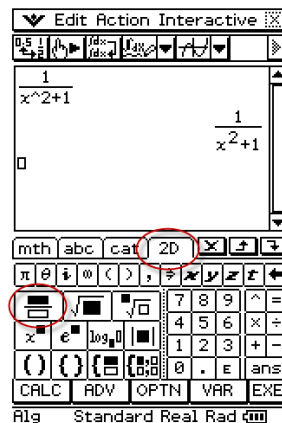 Edit Action Interactive
1
x^2+1
1
x²+1
mth abc cat 2D
π θ i ∞ ( ) , ÷ x y z t
√■ ■√□ 7 8 9 ^ =
x■ e■ log■□ |■| 4 5 6 × ÷
1 2 3 + -
() {} 0 . E ans
CALC ADV OPTN VAR EXE
Alg Standard Real Rad